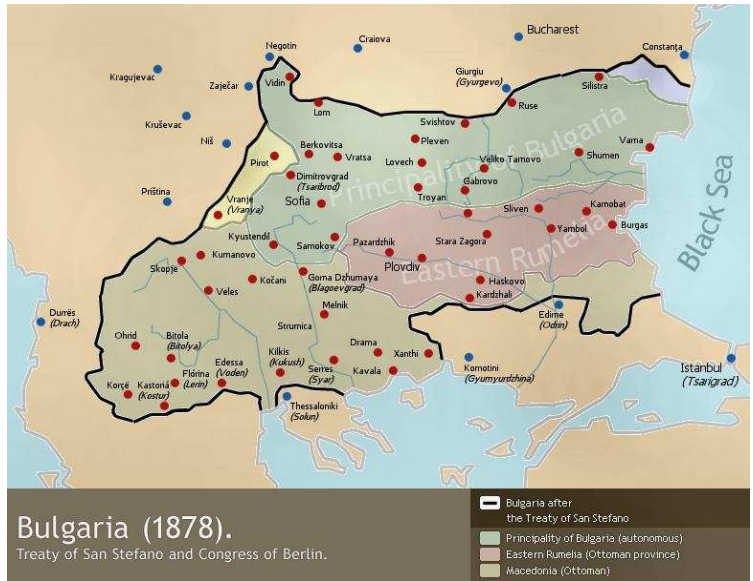 Bucharest
Craiova
Negotin
Constanţa
Kragujevac
Zaječar
Vidin
Giurgiu
(Gyurgevo)
Silistra
Lom
Ruse
Kruševac
Svishtov
Niš
Pleven
Varna
Berkovitsa
Vratsa
Lovech
Veliko Tarnovo
Shumen
Pirot
Principality of Bulgaria
Dimitrovgrad
(Tsaribrod)
Gabrovo
Troyan
Priština
Vranje
(Vranya)
Sofia
Sliven
Karnobat
Black Sea
Kyustendil
Samokov
Pazardzhik
Stara Zagora
Yambol
Burgas
Kumanovo
Skopje
Plovdiv
Eastern Rumelia
Kočani
Gorna Dzhumaya
(Blagoevgrad)
Haskovo
Veles
Kardzhali
Melnik
Durrës
(Drach)
Edirne
(Odrin)
Strumica
Ohrid
Bitola
(Bitolya)
Drama
Xanthi
Kilkis
(Kukush)
Edessa
(Voden)
Flórina
(Lerin)
Serres
(Syar)
Kavala
Komotini
(Gyumyurdzhina)
Istanbul
(Tsarigrad)
Korçë
Kastoriá
(Kostur)
Thessaloniki
(Solun)
Bulgaria (1878).
Treaty of San Stefano and Congress of Berlin.
Bulgaria after
the Treaty of San Stefano
Principality of Bulgaria (autonomous)
Eastern Rumelia (Ottoman province)
Macedonia (Ottoman)